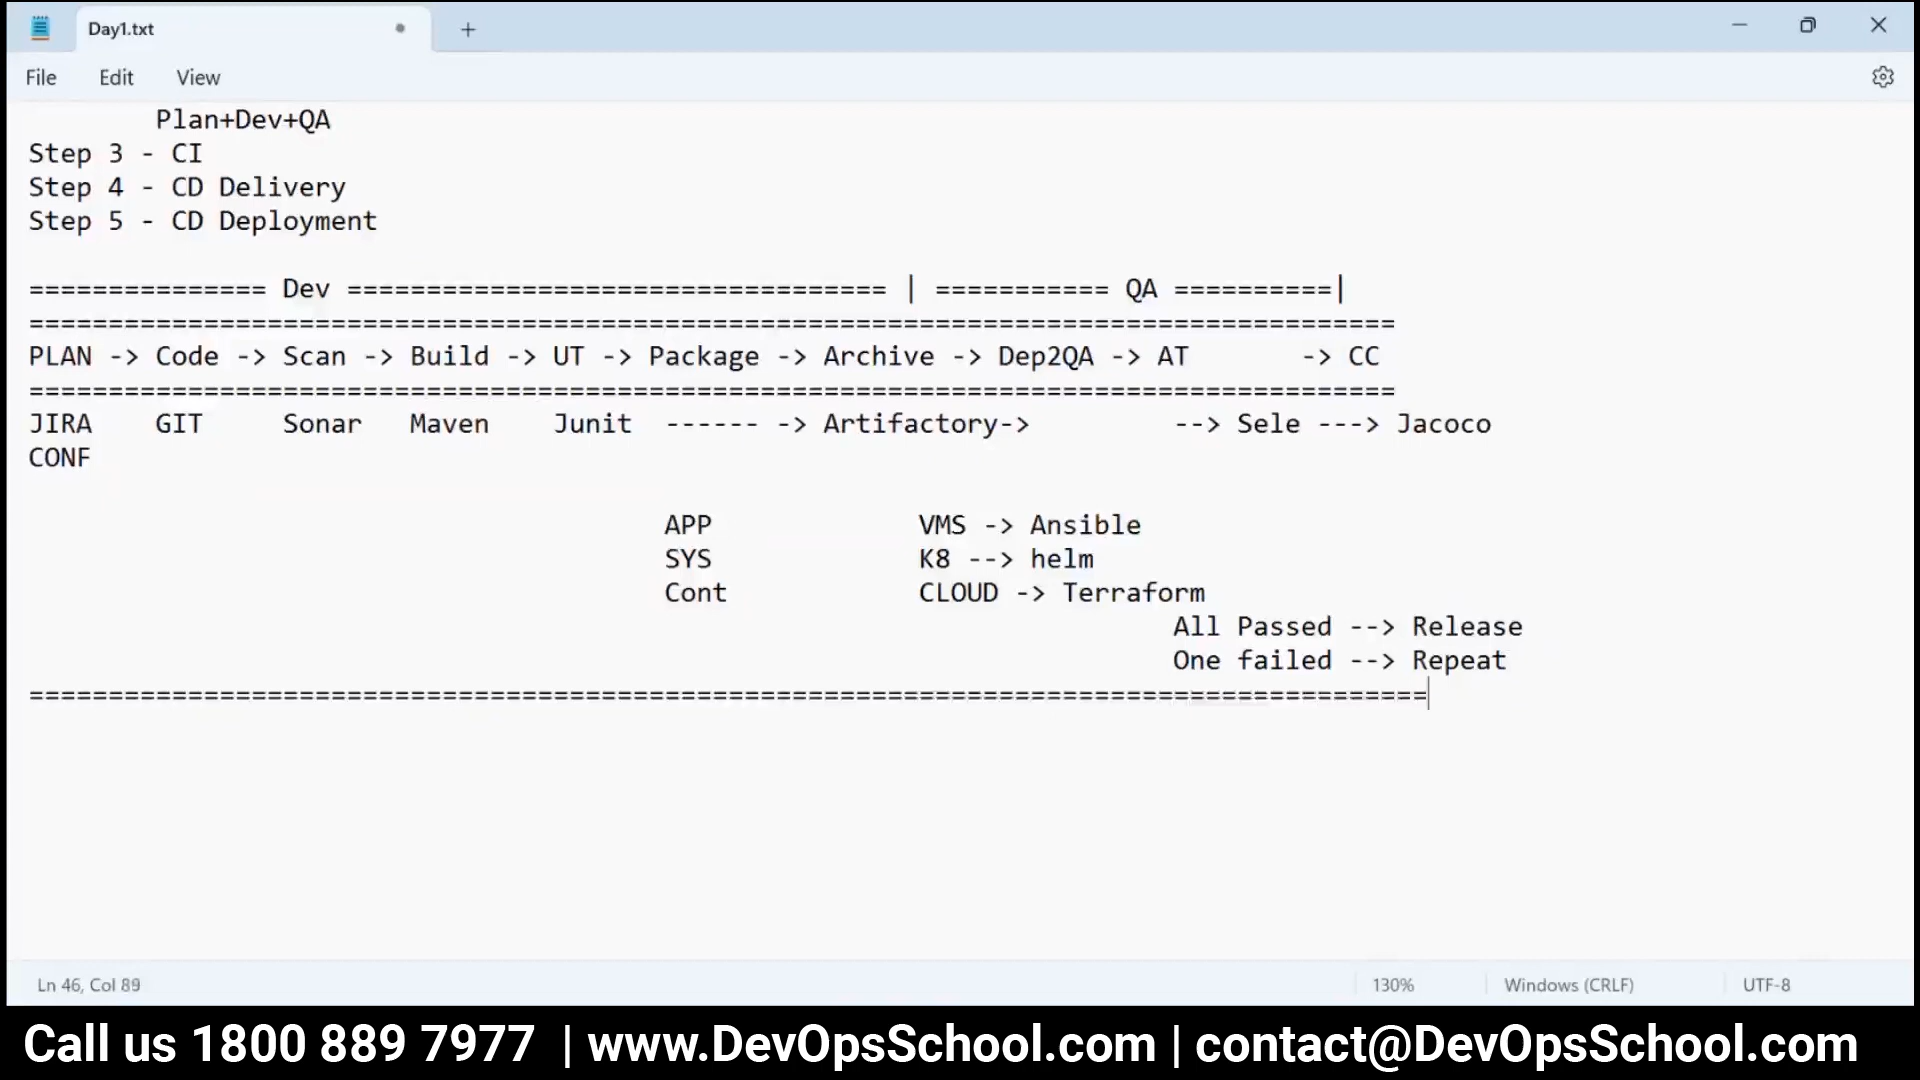 Day1.txt
File Edit View
Plan+Dev+QA
Step 3 - CI
Step 4 - CD Delivery
Step 5 - CD Deployment
=============== Dev ================================== | =========== QA ==========|
======================================================================================
PLAN -> Code -> Scan -> Build -> UT -> Package -> Archive -> Dep2QA -> AT -> CC
======================================================================================
JIRA GIT Sonar Maven Junit ------ -> Artifactory-> --> Sele ---> Jacoco
CONF
APP VMS -> Ansible
SYS K8 --> helm
Cont CLOUD -> Terraform
All Passed --> Release
One failed --> Repeat
========================================================================================
Ln 46, Col 89 130% Windows (CRLF) UTF-8
Call us 1800 889 7977 | www.DevOpsSchool.com | contact@DevOpsSchool.com